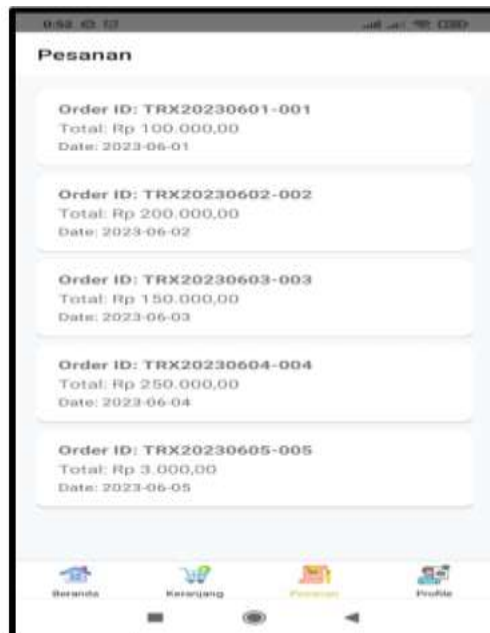 0:53
Pesanan
Order ID: TRX20230601-001
Total: Rp 100.000,00
Date: 2023-06-01
Order ID: TRX20230602-002
Total: Rp 200.000,00
Date: 2023-06-02
Order ID: TRX20230603-003
Total: Rp 150.000,00
Date: 2023-06-03
Order ID: TRX20230604-004
Total: Rp 250.000,00
Date: 2023-06-04
Order ID: TRX20230605-005
Total: Rp 3.000,00
Date: 2023-06-05
Beranda Keranjang Pesanan Profile